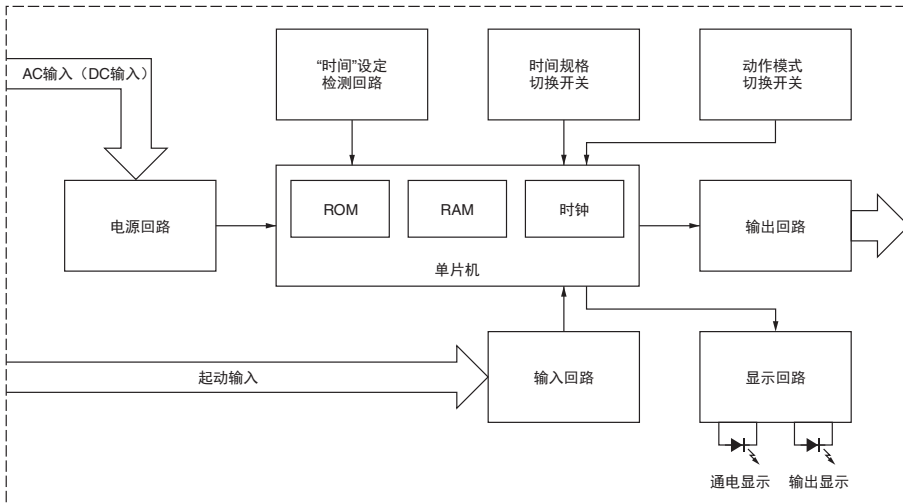 AC输入（DC输入）
“时间”设定
检测回路
时间规格
切换开关
动作模式
切换开关
电源回路
ROM
RAM
时钟
单片机
输出回路
起动输入
输入回路
显示回路
通电显示
输出显示